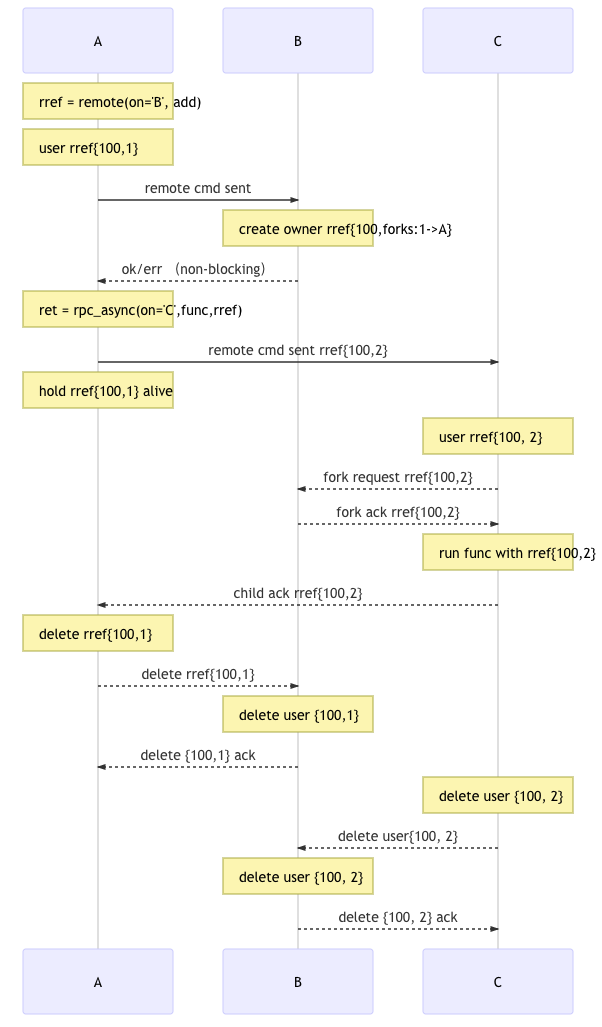 A
B
C
rref = remote(on='B', add)
user rref{100,1}
remote cmd sent
create owner rref{100,forks:1->A}
ok/err (non-blocking)
ret = rpc_async(on='C',func,rref)
remote cmd sent rref{100,2}
hold rref{100,1} alive
user rref{100, 2}
fork request rref{100,2}
fork ack rref{100,2}
run func with rref{100,2}
child ack rref{100,2}
delete rref{100,1}
delete rref{100,1}
delete user {100,1}
delete {100,1} ack
delete user {100, 2}
delete user{100, 2}
delete user {100, 2}
delete {100, 2} ack
A
B
C